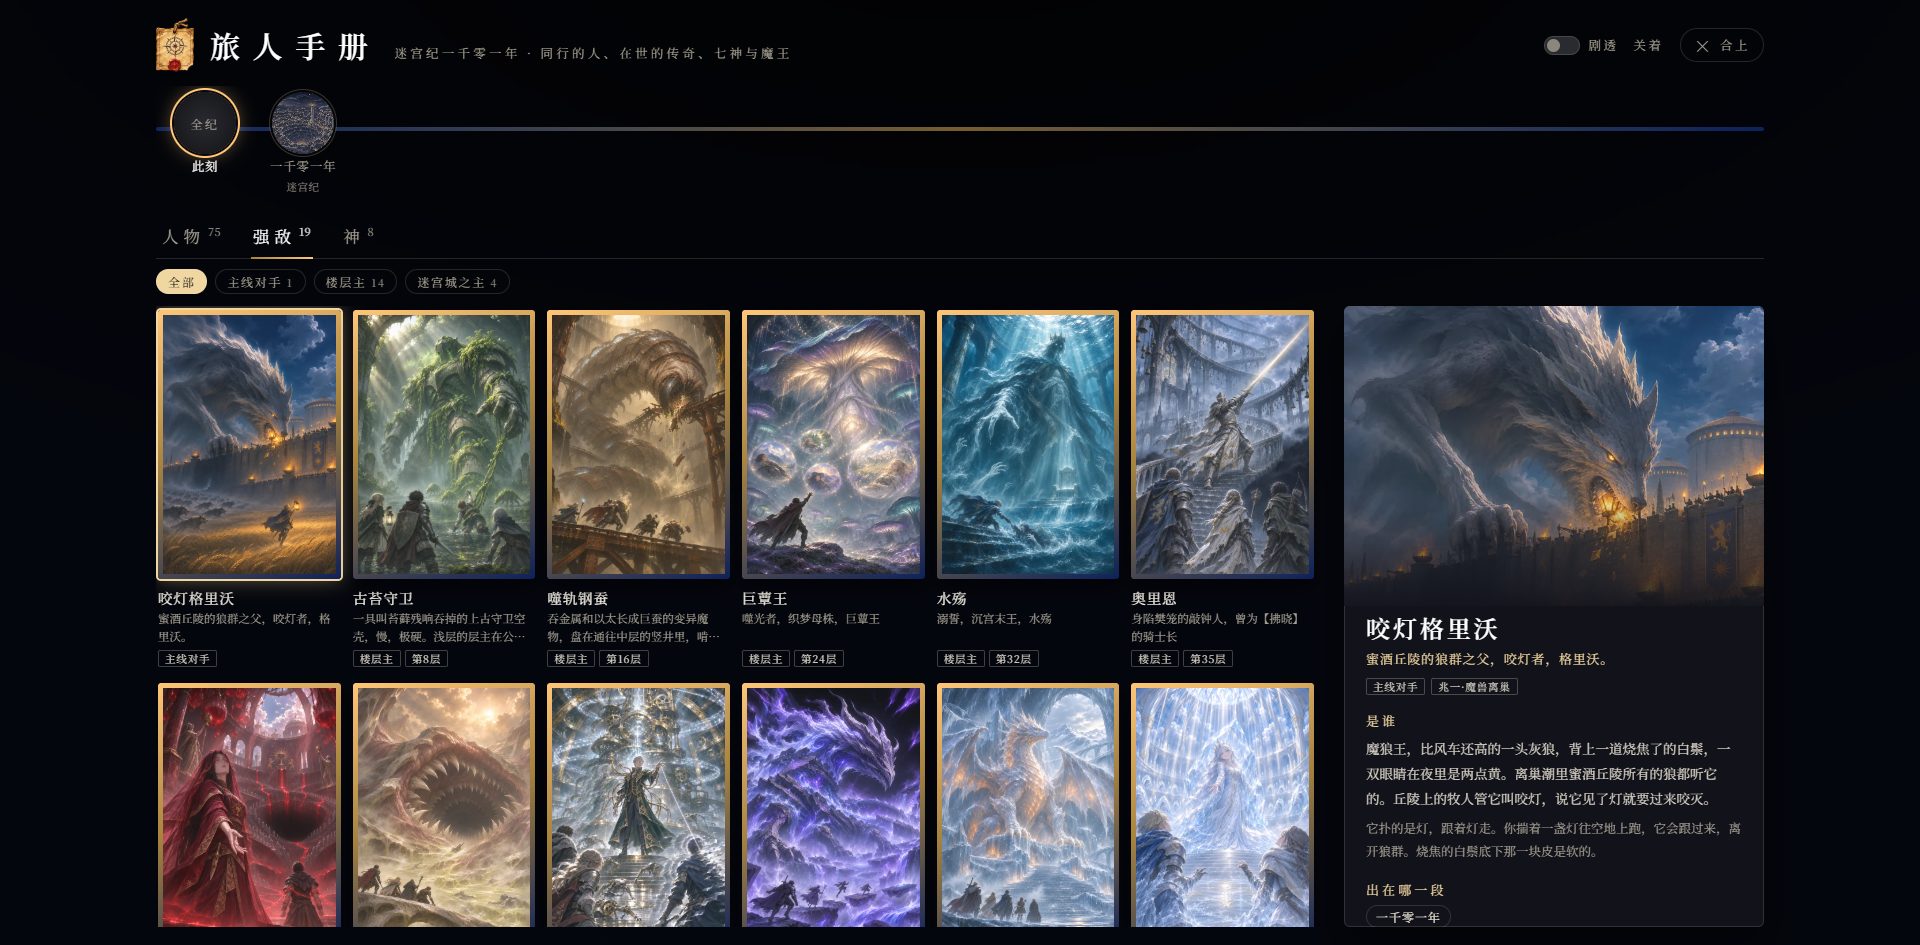 旅人手册
迷宫纪一千零一年 · 同行的人、在世的传奇、七神与魔王
剧透 关着
合上
全纪
此刻
一千零一年
迷宫纪
人物 75
强敌 19
神 8
全部
主线对手 1
楼层主 14
迷宫城之主 4
咬灯格里沃
蜜酒丘陵的狼群之父，咬灯者，格
里沃。
主线对手
古苔守卫
一具叫苔藓残响吞掉的上古守卫空
壳，慢，极硬。浅层的层主在公…
楼层主 第8层
噬轨钢蚕
吞金属和以太长成巨蚕的变异魔
物，盘在通往中层的竖井里，啃…
楼层主 第16层
巨蕈王
噬光者，织梦母株，巨蕈王
楼层主 第24层
水殇
溺誓，沉宫末王，水殇
楼层主 第32层
奥里恩
身陷樊笼的敲钟人，曾为【拂晓】
的骑士长
楼层主 第35层
咬灯格里沃
蜜酒丘陵的狼群之父，咬灯者，格里沃。
主线对手 兆一·魔兽离巢
是谁
魔狼王，比风车还高的一头灰狼，背上一道烧焦了的白鬃，一
双眼睛在夜里是两点黄。离巢潮里蜜酒丘陵所有的狼都听它
的。丘陵上的牧人管它叫咬灯，说它见了灯就要过来咬灭。
它扑的是灯，跟着灯走。你揣着一盏灯往空地上跑，它会跟过来，离
开狼群。烧焦的白鬃底下那一块皮是软的。
出在哪一段
一千零一年